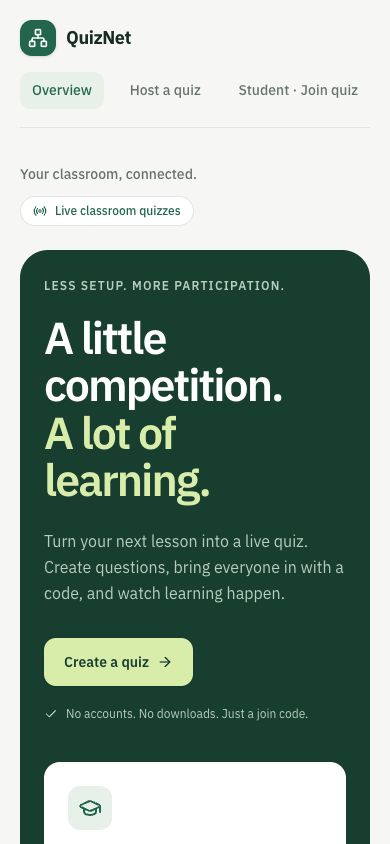 QuizNet
Overview
Host a quiz
Student · Join quiz
Your classroom, connected.
Live classroom quizzes
LESS SETUP. MORE PARTICIPATION.
A little
competition.
A lot of
learning.
Turn your next lesson into a live quiz.
Create questions, bring everyone in with a
code, and watch learning happen.
Create a quiz
No accounts. No downloads. Just a join code.